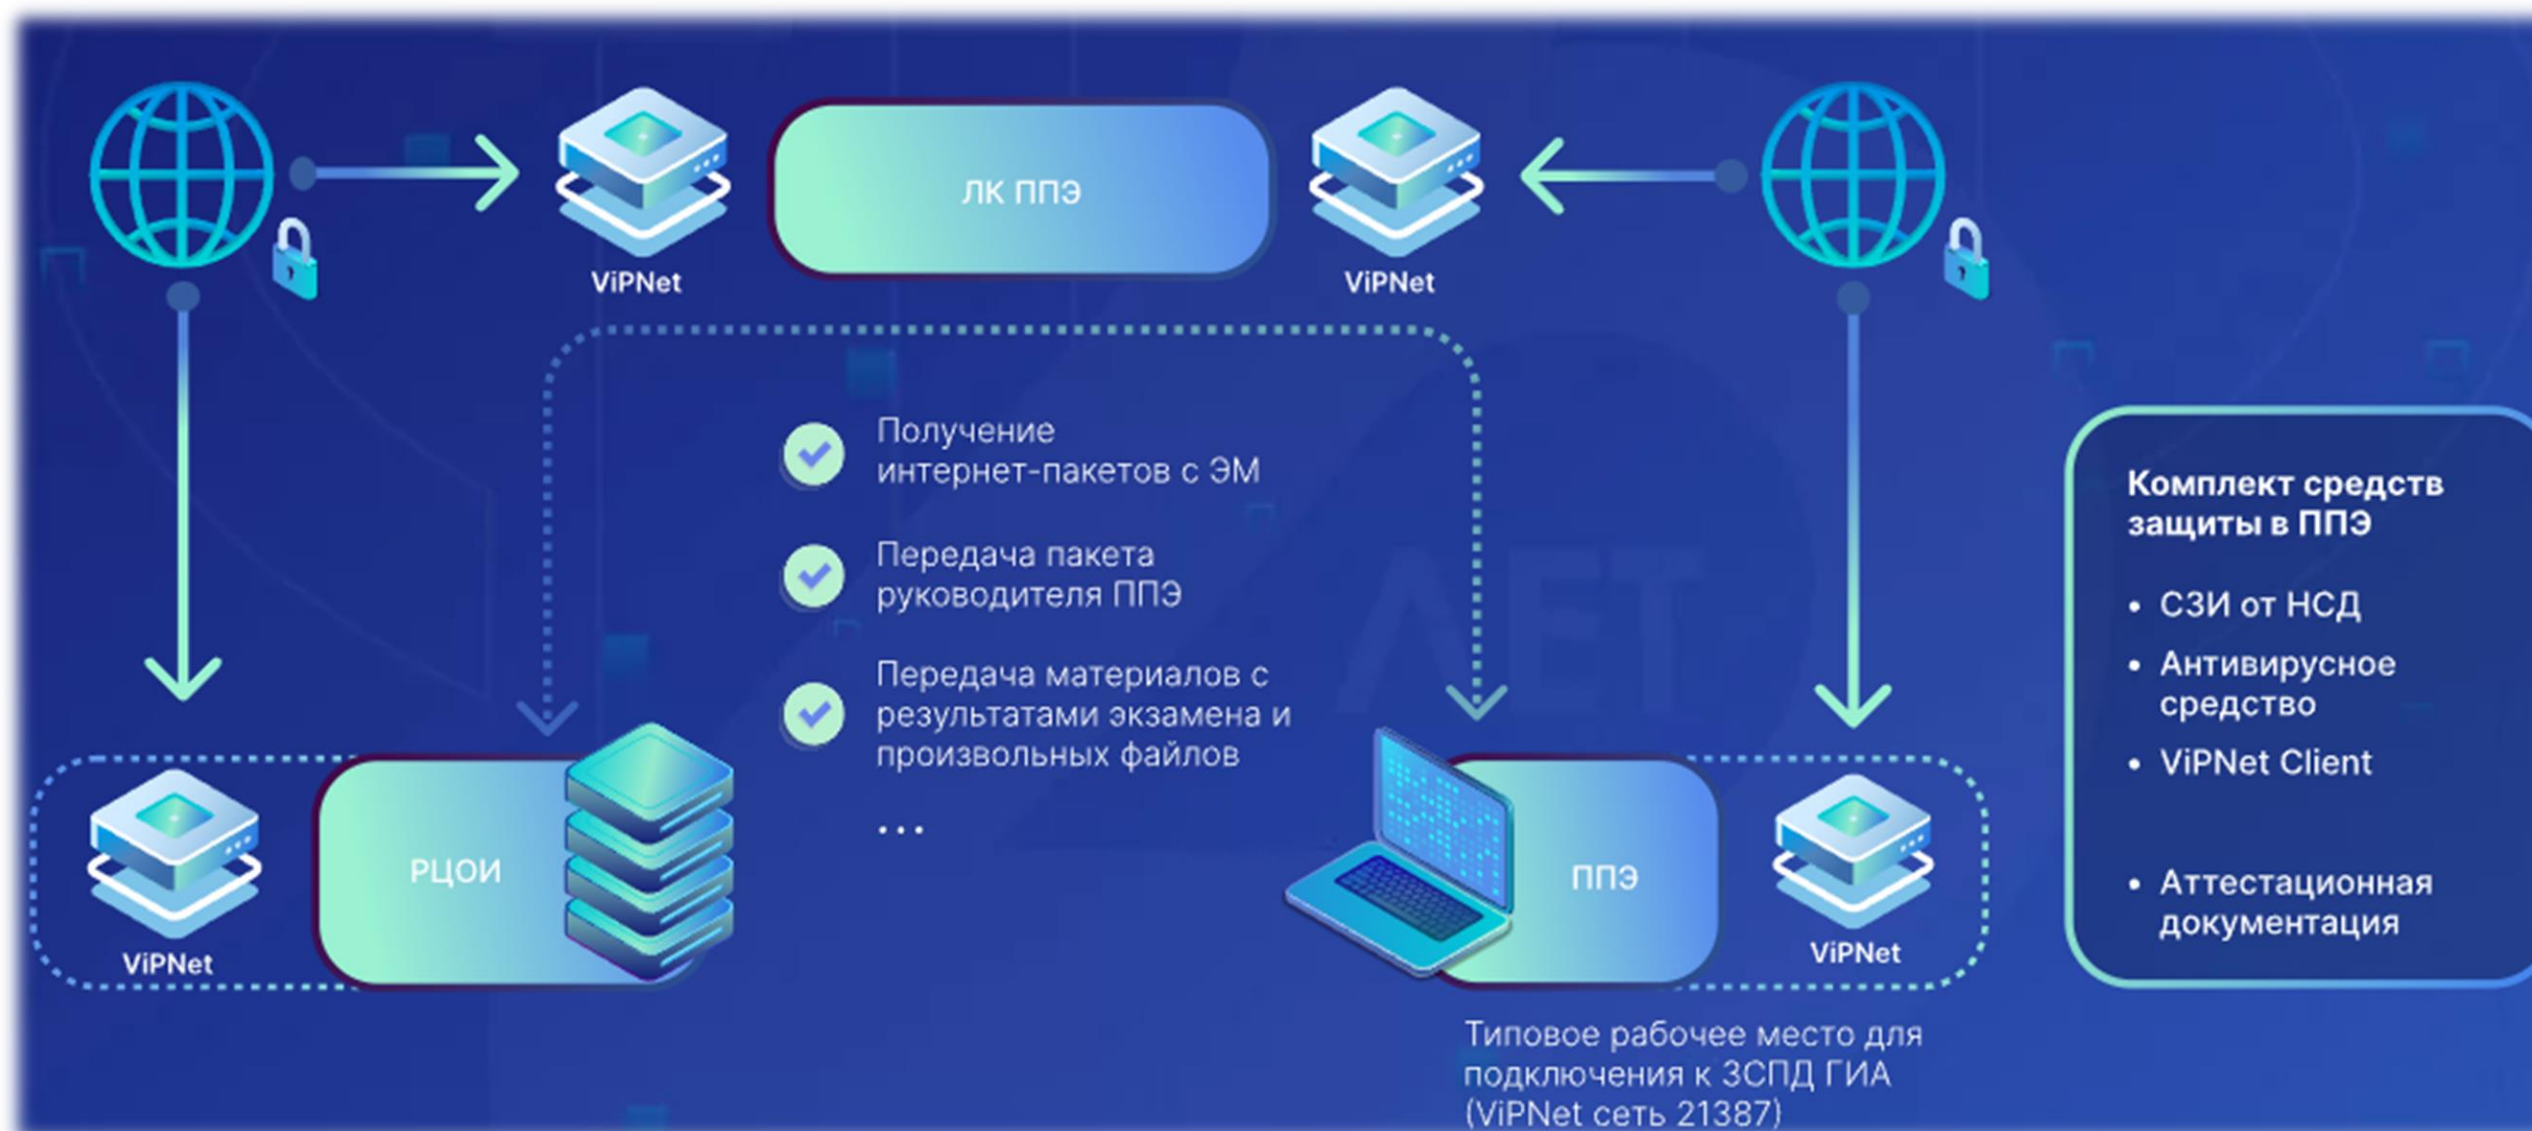 ЛК ППЭ
ViPNet
ViPNet
Получение
интернет-пакетов с ЭМ
Передача пакета
руководителя ППЭ
Передача материалов с
результатами экзамена и
произвольных файлов
...
РЦОИ
ViPNet
ППЭ
ViPNet
Типовое рабочее место для
подключения к ЗСПД ГИА
(ViPNet сеть 21387)
Комплект средств
защиты в ППЭ
• СЗИ от НСД
• Антивирусное
средство
• ViPNet Client
• Аттестационная
документация